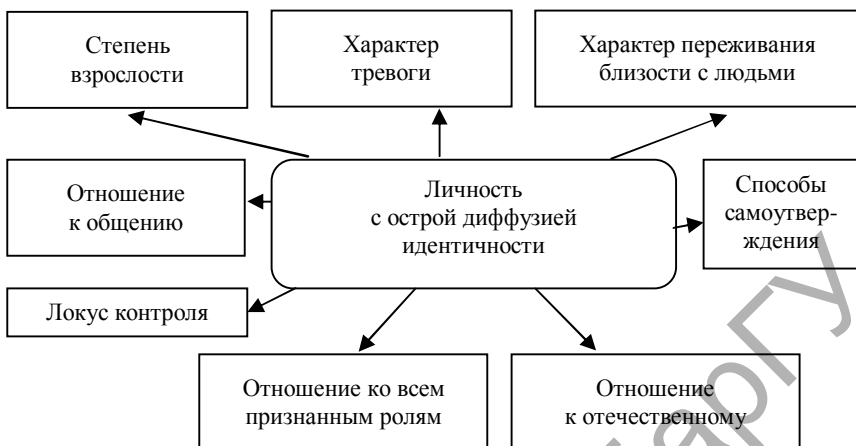 Степень
взрослости
Характер
тревоги
Характер переживания
близости с людьми
Отношение
к общению
Личность
с острой диффузией
идентичности
Способы
самоутвер-
ждения
Локус контроля
Отношение ко всем
признанным ролям
Отношение
к отечественному